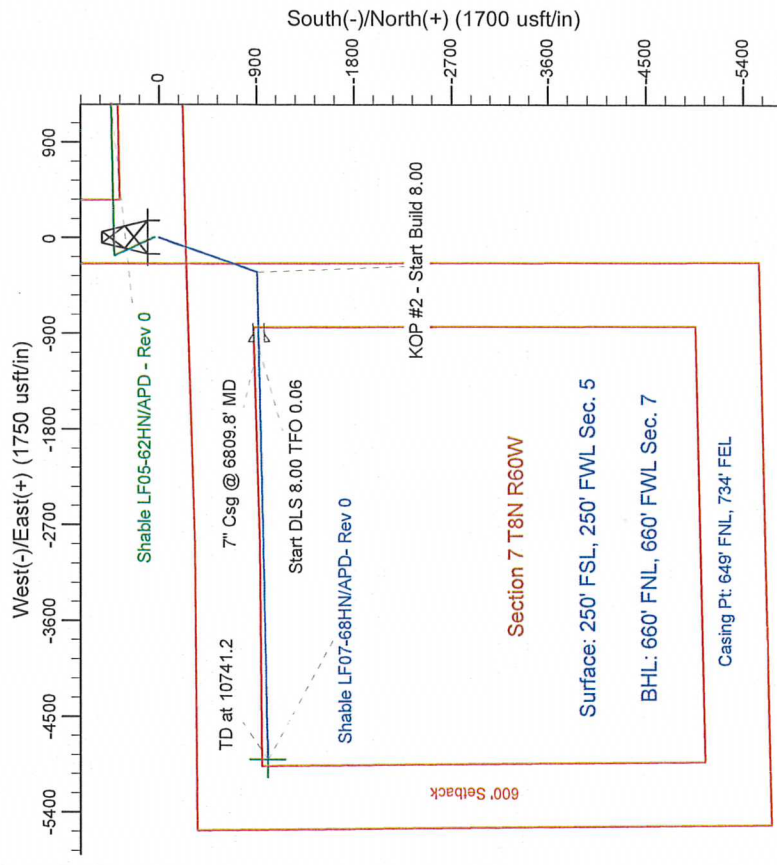 South(-)/North(+) (1700 usft/in)
0
-900
-1800
-2700
-3600
-4500
-5400
West(-)/East(+) (1750 usft/in)
900
0
-900
-1800
-2700
-3600
-4500
-5400
Shable LF05-62HN/APD - Rev 0
KOP #2 - Start Build 8.00
7" Csg @ 6809.8' MD
Start DLS 8.00 TFO 0.06
TD at 10741.2
Shable LF07-68HN/APD- Rev 0
Section 7 T8N R60W
Surface: 250' FSL, 250' FWL Sec. 5
BHL: 660' FNL, 660' FWL Sec. 7
Casing Pt: 649' FNL, 734' FEL
600' Setback